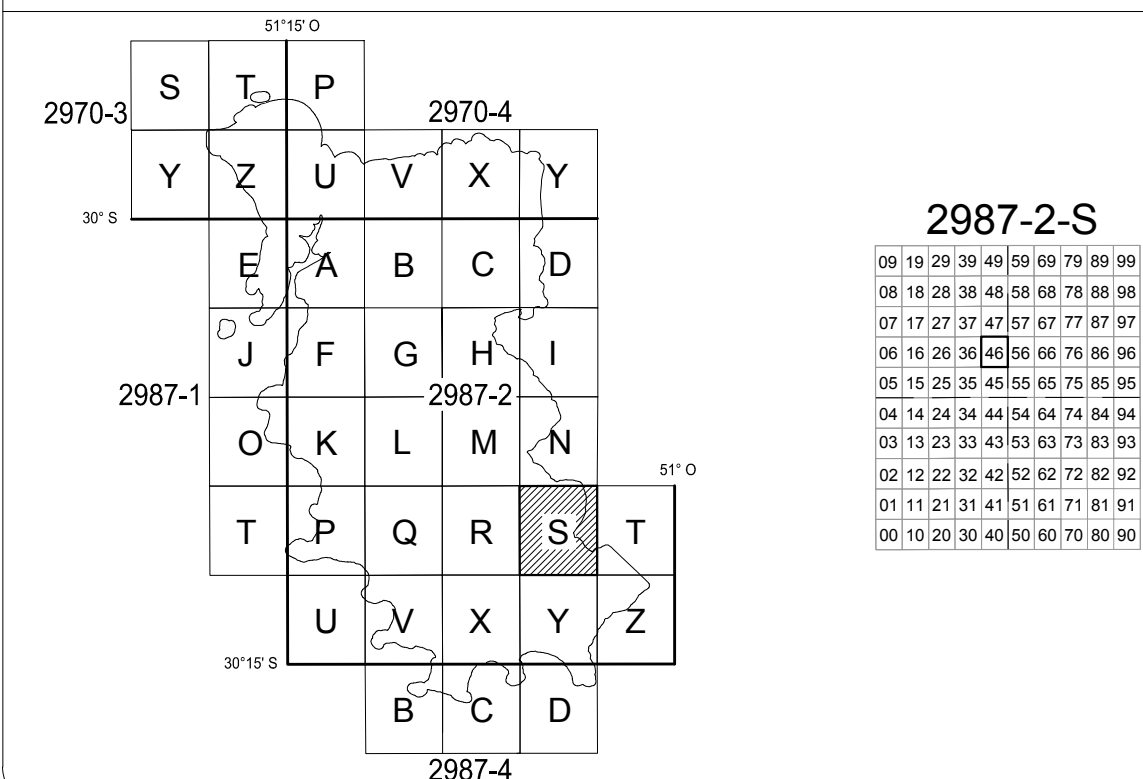 51°15' O
S T P
2970-3 2970-4
Y Z U V X Y
30° S
E A B C D
J F G H I
2987-1 2987-2
O K L M N
51° O
T P Q R S T
U V X Y Z
30°15' S
B C D
2987-4
2987-2-S
09 19 29 39 49 59 69 79 89 99
08 18 28 38 48 58 68 78 88 98
07 17 27 37 47 57 67 77 87 97
06 16 26 36 46 56 66 76 86 96
05 15 25 35 45 55 65 75 85 95
04 14 24 34 44 54 64 74 84 94
03 13 23 33 43 53 63 73 83 93
02 12 22 32 42 52 62 72 82 92
01 11 21 31 41 51 61 71 81 91
00 10 20 30 40 50 60 70 80 90